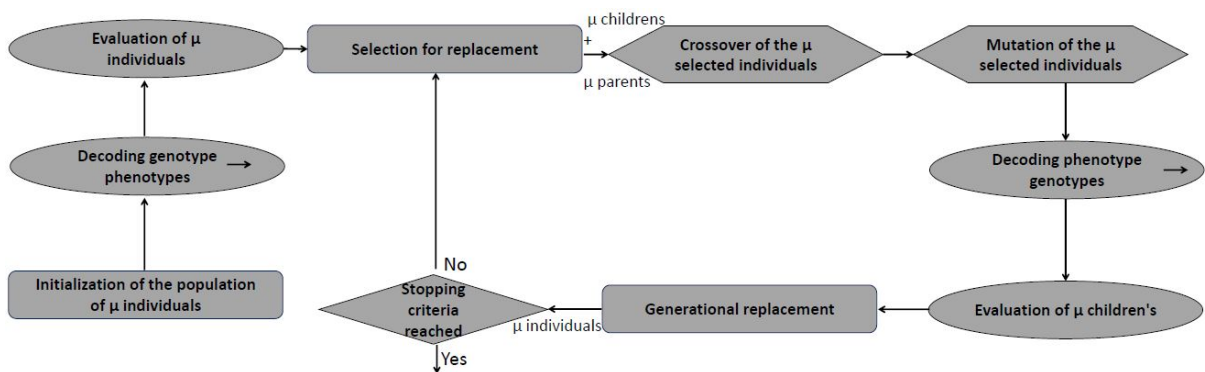 Evaluation of μ
individuals
Selection for replacement
μ childrens
+
μ parents
Crossover of the μ
selected individuals
Mutation of the μ
selected individuals
Decoding genotype →
phenotypes
Decoding phenotype →
genotypes
Initialization of the population
of μ individuals
No
Stopping
criteria
reached
Yes
μ individuals
Generational replacement
Evaluation of μ children's